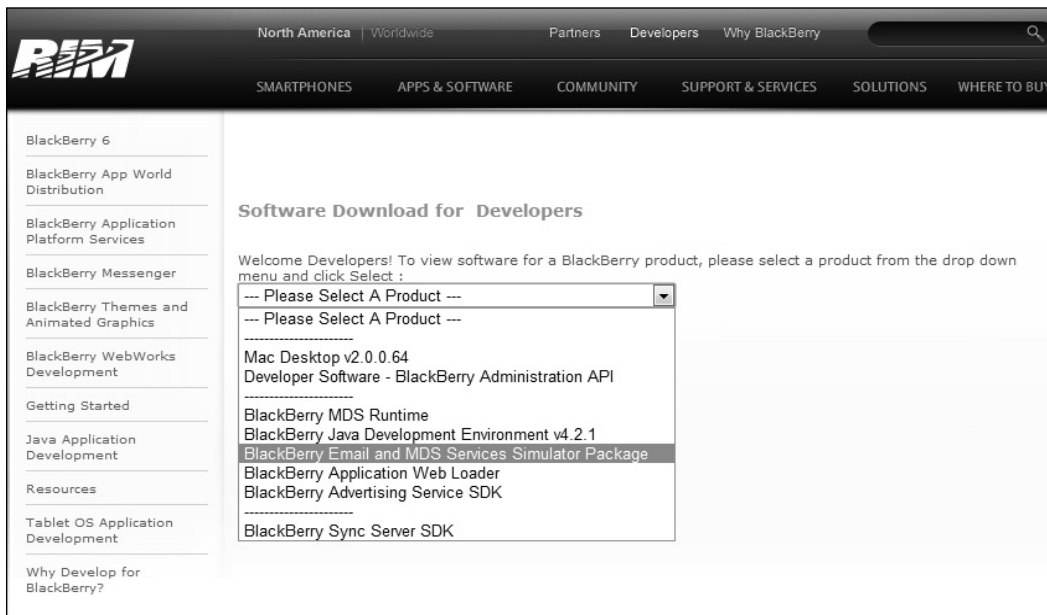 RIM
North America | Worldwide
Partners
Developers
Why BlackBerry
SMARTPHONES
APPS & SOFTWARE
COMMUNITY
SUPPORT & SERVICES
SOLUTIONS
WHERE TO BUY
BlackBerry 6
BlackBerry App World
Distribution
BlackBerry Application
Platform Services
BlackBerry Messenger
BlackBerry Themes and
Animated Graphics
BlackBerry WebWorks
Development
Getting Started
Java Application
Development
Resources
Tablet OS Application
Development
Why Develop for
BlackBerry?
Software Download for Developers
Welcome Developers! To view software for a BlackBerry product, please select a product from the drop down
menu and click Select :
--- Please Select A Product ---
--- Please Select A Product ---
----------------------
Mac Desktop v2.0.0.64
Developer Software - BlackBerry Administration API
----------------------
BlackBerry MDS Runtime
BlackBerry Java Development Environment v4.2.1
BlackBerry Email and MDS Services Simulator Package
BlackBerry Application Web Loader
BlackBerry Advertising Service SDK
----------------------
BlackBerry Sync Server SDK